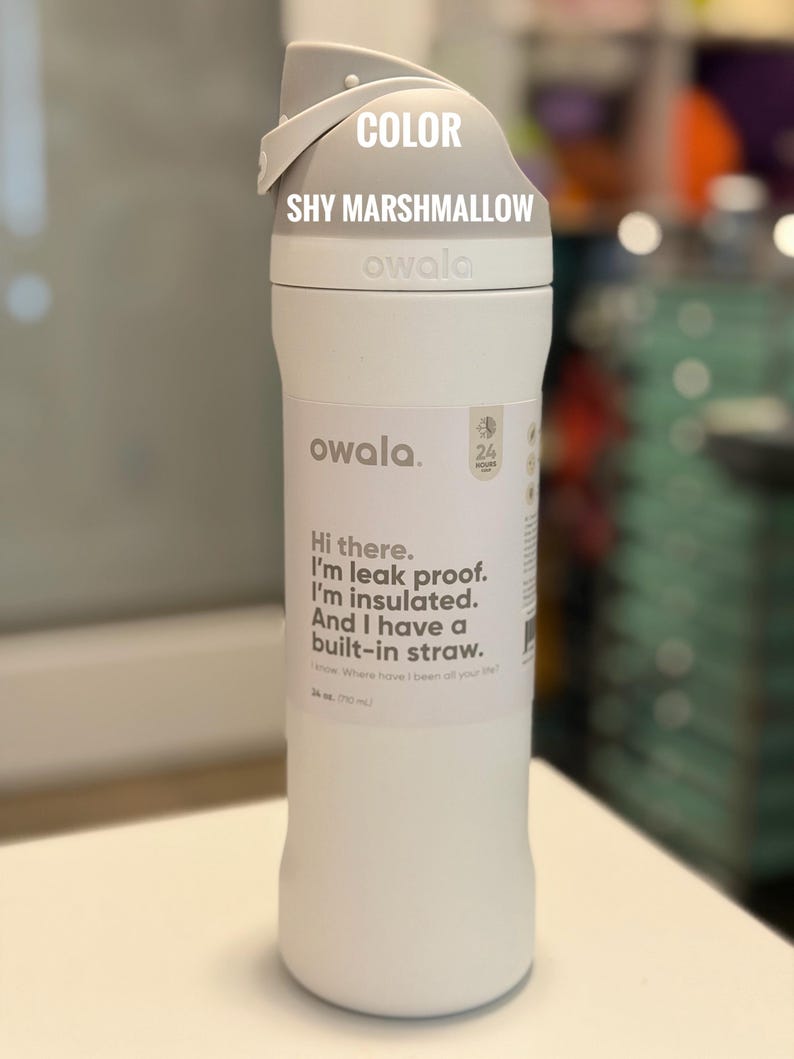 COLOR
SHY MARSHMALLOW
owala
owala.
24
HOURS
COLD
Hi there.
I'm leak proof.
I'm insulated.
And I have a
built-in straw.
I know. Where have I been all your life?
24 oz. (710 mL)